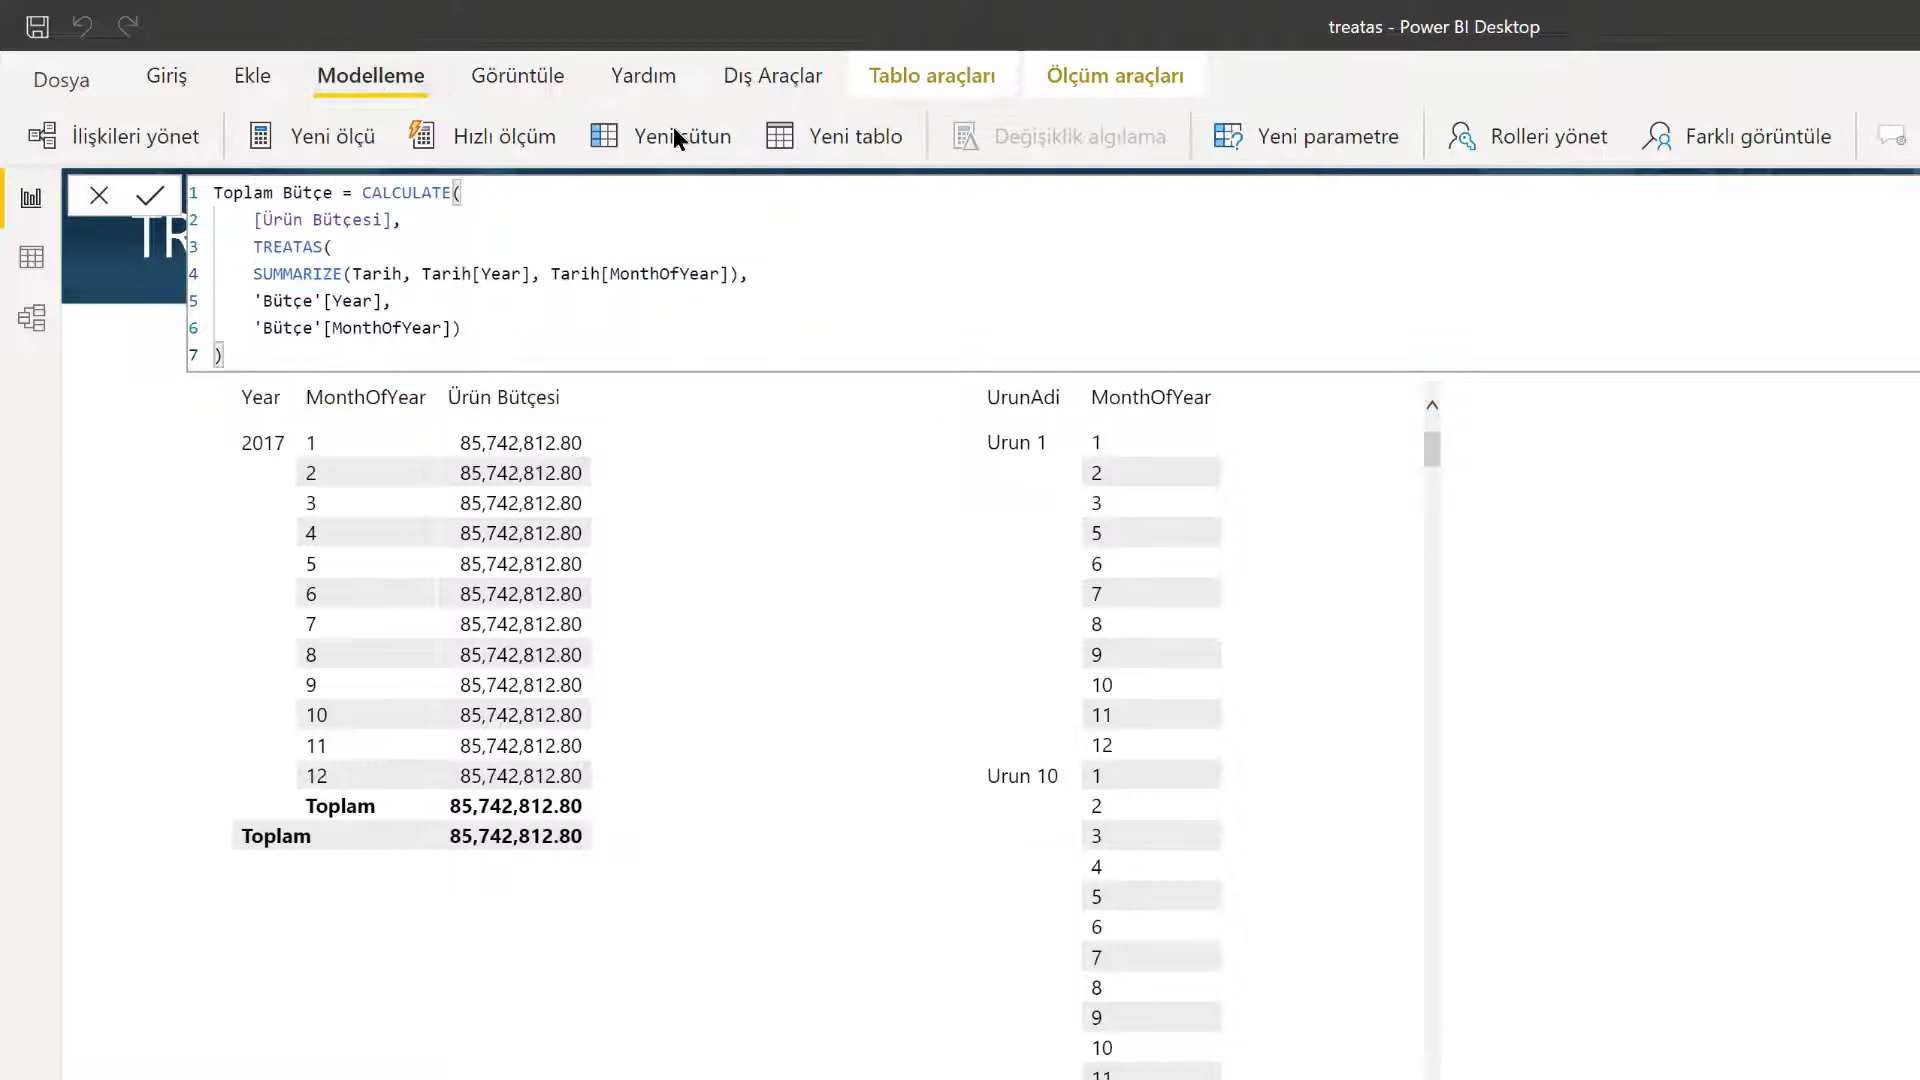 treatas - Power BI Desktop
Dosya Giriş Ekle Modelleme Görüntüle Yardım Dış Araçlar Tablo araçları Ölçüm araçları
İlişkileri yönet Yeni ölçü Hızlı ölçüm Yeni sütun Yeni tablo Değişiklik algılama Yeni parametre Rolleri yönet Farklı görüntüle
TR
1 Toplam Bütçe = CALCULATE(
2 [Ürün Bütçesi],
3 TREATAS(
4 SUMMARIZE(Tarih, Tarih[Year], Tarih[MonthOfYear]),
5 'Bütçe'[Year],
6 'Bütçe'[MonthOfYear])
7 )
Year MonthOfYear Ürün Bütçesi
2017 1 85,742,812.80
2 85,742,812.80
3 85,742,812.80
4 85,742,812.80
5 85,742,812.80
6 85,742,812.80
7 85,742,812.80
8 85,742,812.80
9 85,742,812.80
10 85,742,812.80
11 85,742,812.80
12 85,742,812.80
Toplam 85,742,812.80
Toplam 85,742,812.80
UrunAdi MonthOfYear
Urun 1 1
2
3
5
6
7
8
9
10
11
12
Urun 10 1
2
3
4
5
6
7
8
9
10
11